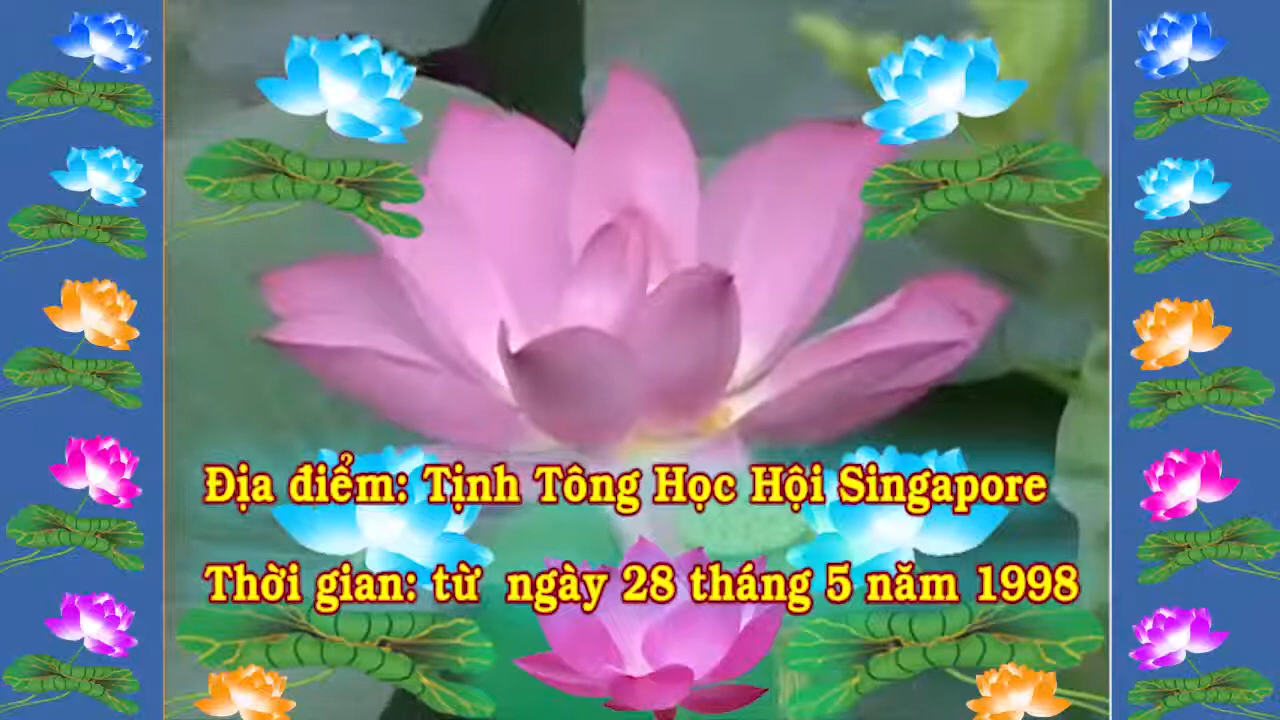 Địa điểm: Tịnh Tông Học Hội Singapore
Thời gian: từ ngày 28 tháng 5 năm 1998